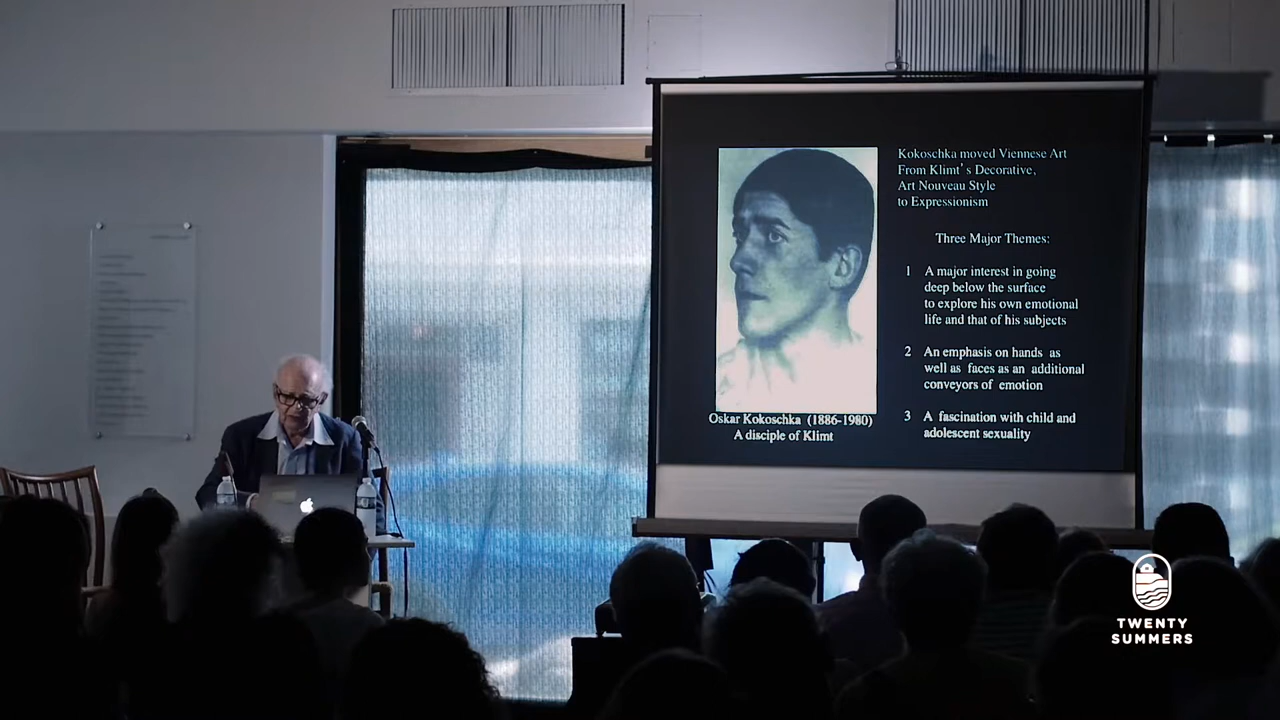 Kokoschka moved Viennese Art
From Klimt's Decorative,
Art Nouveau Style
to Expressionism
Three Major Themes:
1 A major interest in going
deep below the surface
to explore his own emotional
life and that of his subjects
2 An emphasis on hands as
well as faces as an additional
conveyors of emotion
3 A fascination with child and
adolescent sexuality
Oskar Kokoschka (1886-1980)
A disciple of Klimt
TWENTY
SUMMERS